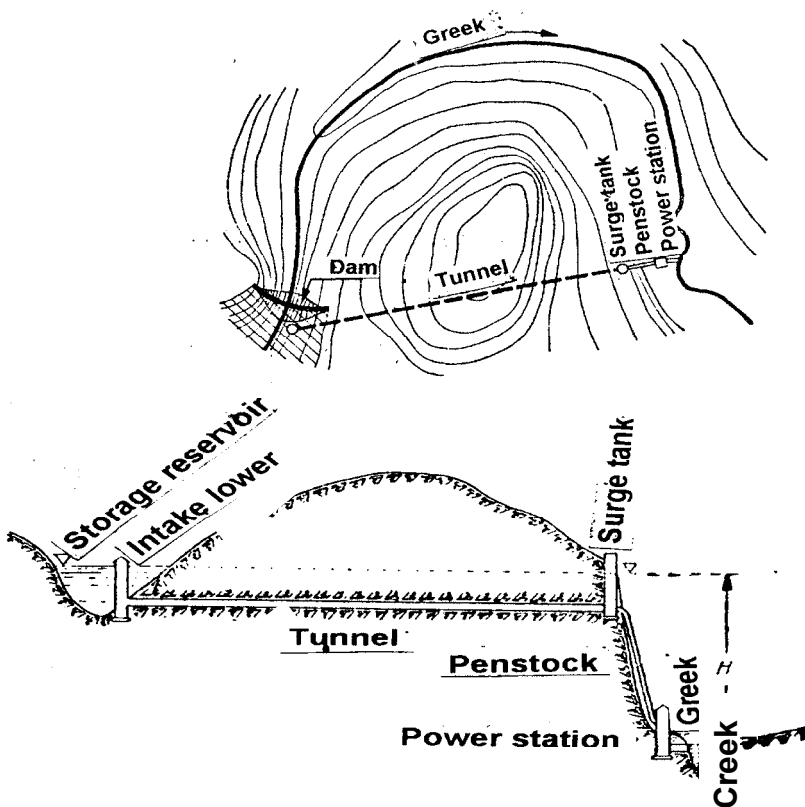 Greek
Surge tank
Penstock
Power station
Đam
Tunnel
Storage reservoir
Intake lower
Surge tank
Tunnel
Penstock
H
Greek
Power station
Creek